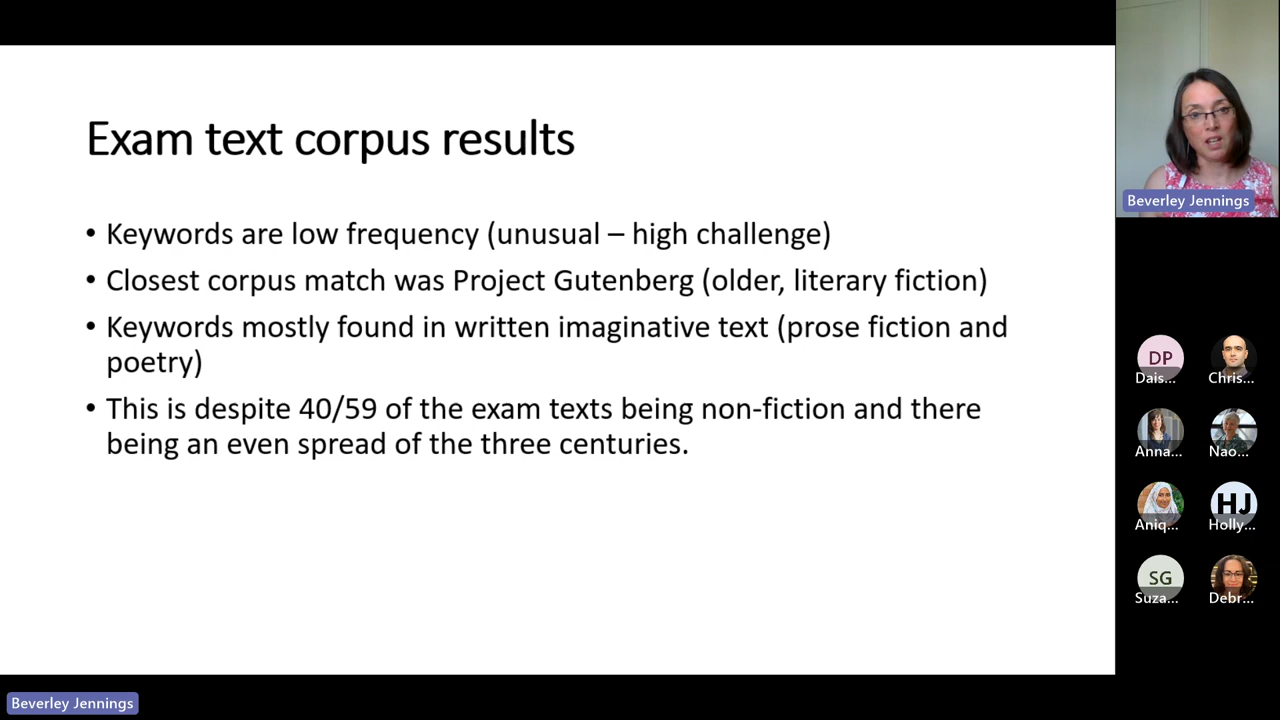 Exam text corpus results
• Keywords are low frequency (unusual – high challenge)
• Closest corpus match was Project Gutenberg (older, literary fiction)
• Keywords mostly found in written imaginative text (prose fiction and
poetry)
• This is despite 40/59 of the exam texts being non-fiction and there
being an even spread of the three centuries.
Beverley Jennings
DP
Dais...
Chris...
Anna...
Nao...
Aniq...
HJ
Holly...
SG
Suza...
Debr...
Beverley Jennings